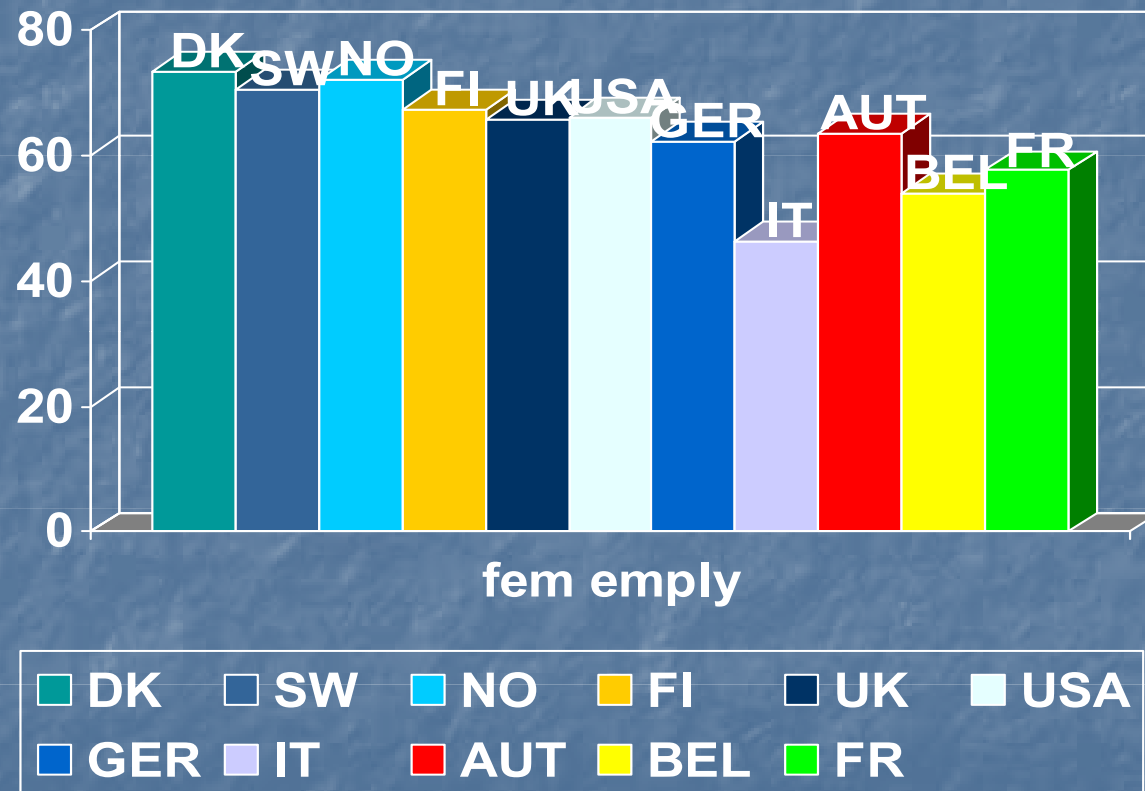 80
60
40
20
0
DK SW NO FI UK USA GER IT AUT BEL FR
fem emply
DK SW NO FI UK USA
GER IT AUT BEL FR